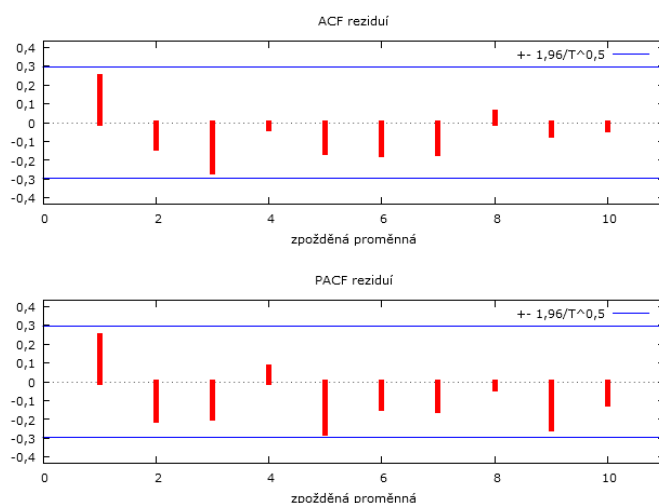 ACF reziduí
+- 1,96/T^0,5
0,4
0,3
0,2
0,1
0
-0,1
-0,2
-0,3
-0,4
0 2 4 6 8 10
zpožděná proměnná
PACF reziduí
+- 1,96/T^0,5
0,4
0,3
0,2
0,1
0
-0,1
-0,2
-0,3
-0,4
0 2 4 6 8 10
zpožděná proměnná